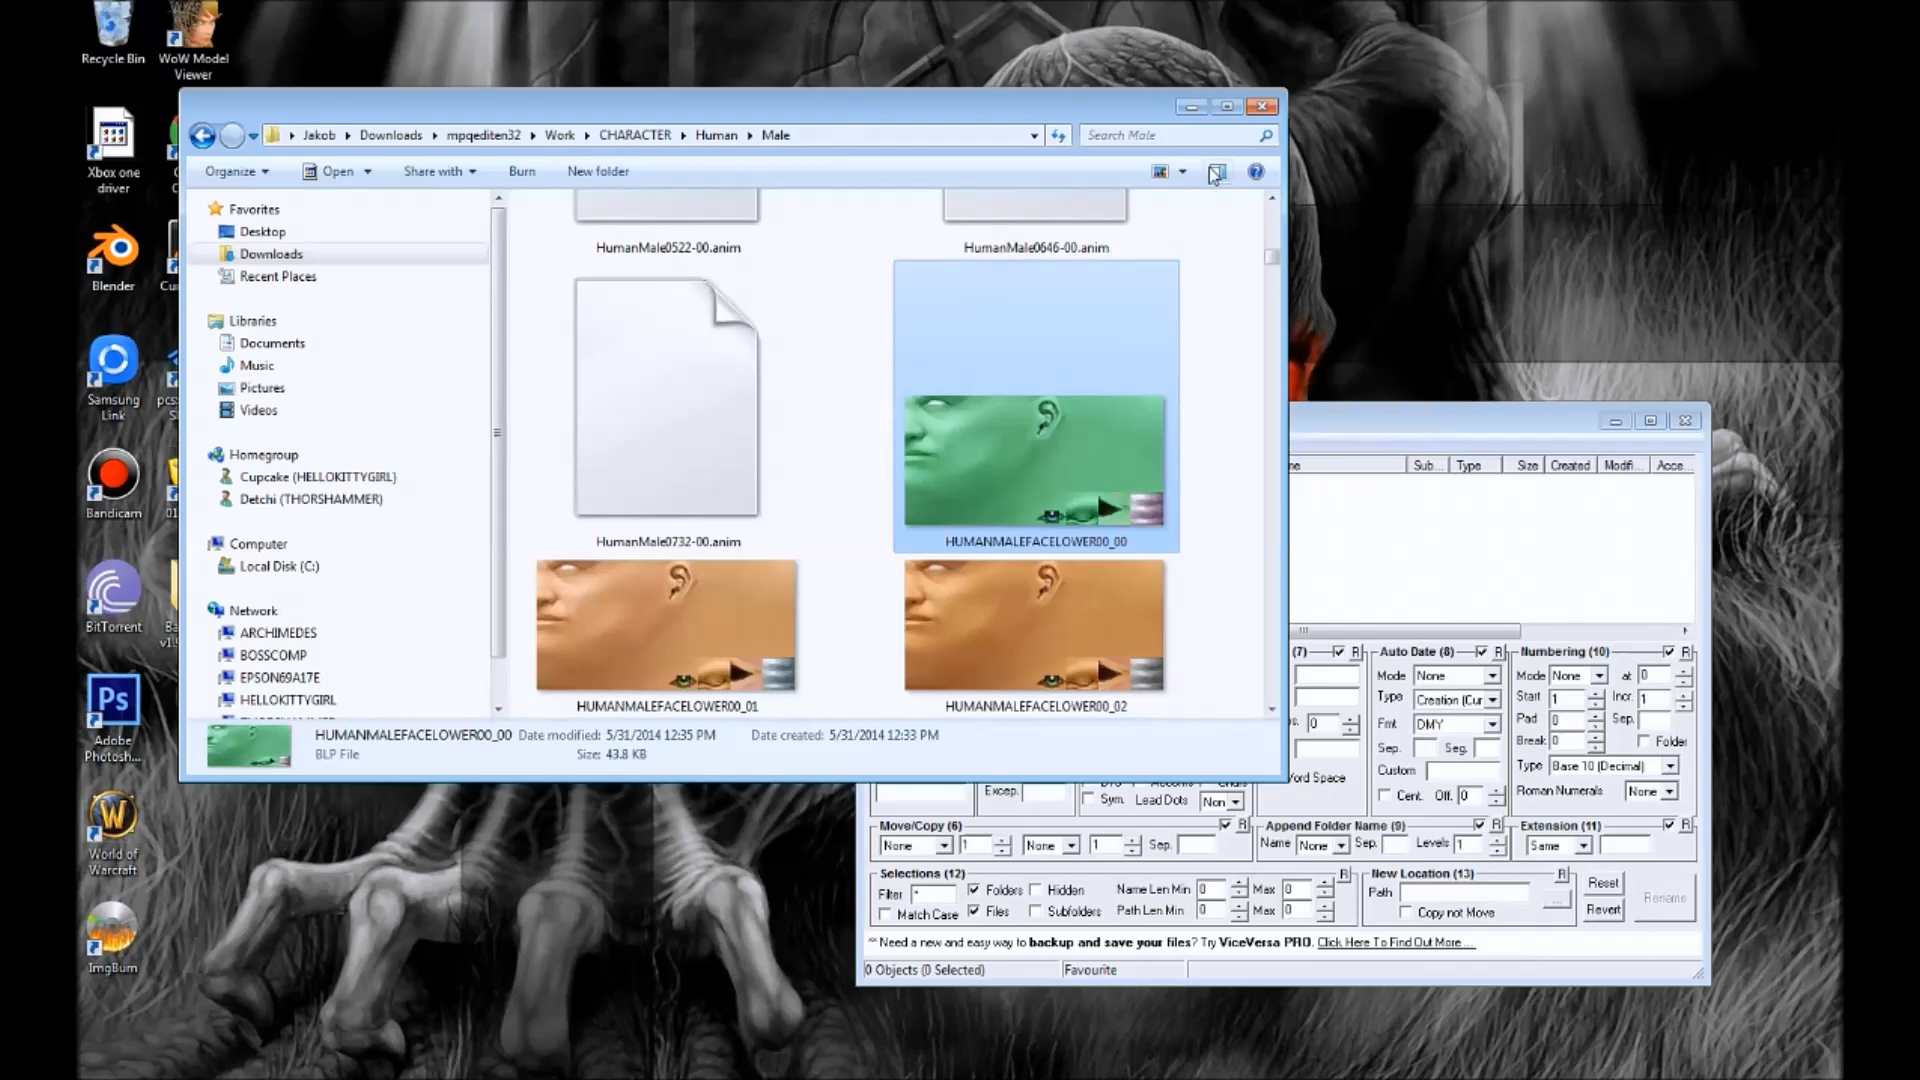 Recycle Bin
WoW Model
Viewer
Xbox one
driver
Blender
Samsung
Link
Bandicam
BitTorrent
Adobe
Photosh...
World of
Warcraft
ImgBurn
Jakob
Downloads
mpqediten32
Work
CHARACTER
Human
Male
Search Male
Organize
Open
Share with
Burn
New folder
Favorites
Desktop
Downloads
Recent Places
Libraries
Documents
Music
Pictures
Videos
Homegroup
Cupcake (HELLOKITTYGIRL)
Detchi (THORSHAMMER)
Computer
Local Disk (C:)
Network
ARCHIMEDES
BOSSCOMP
EPSON69A17E
HELLOKITTYGIRL
HumanMale0522-00.anim
HumanMale0646-00.anim
HumanMale0732-00.anim
HUMANMALEFACELOWER00_00
HUMANMALEFACELOWER00_01
HUMANMALEFACELOWER00_02
HUMANMALEFACELOWER00_00 Date modified: 5/31/2014 12:35 PM Date created: 5/31/2014 12:33 PM
BLP File Size: 43.8 KB
Sub... Type Size Created Modifi... Acce...
(7) R Auto Date (8) R Numbering (10) R
Mode None Mode None at 0
Type Creation (Cur Start 1 Incr. 1
0 Fmt DMY Pad 0 Sep.
Sep. Seg. Break 0 Folder
Custom Type Base 10 (Decimal)
Word Space
Cent. Off. 0 Roman Numerals None
Excep. Sym. Lead Dots Non
Move/Copy (6) R Append Folder Name (9) R Extension (11) R
None 1 None 1 Sep. Name None Sep. Levels 1 Same
Selections (12) R New Location (13) R
Filter * Folders Hidden Name Len Min 0 Max 0 Path Reset
Match Case Files Subfolders Path Len Min 0 Max 0 Copy not Move ... Revert Rename
** Need a new and easy way to backup and save your files? Try ViceVersa PRO. Click Here To Find Out More ...
0 Objects (0 Selected) Favourite